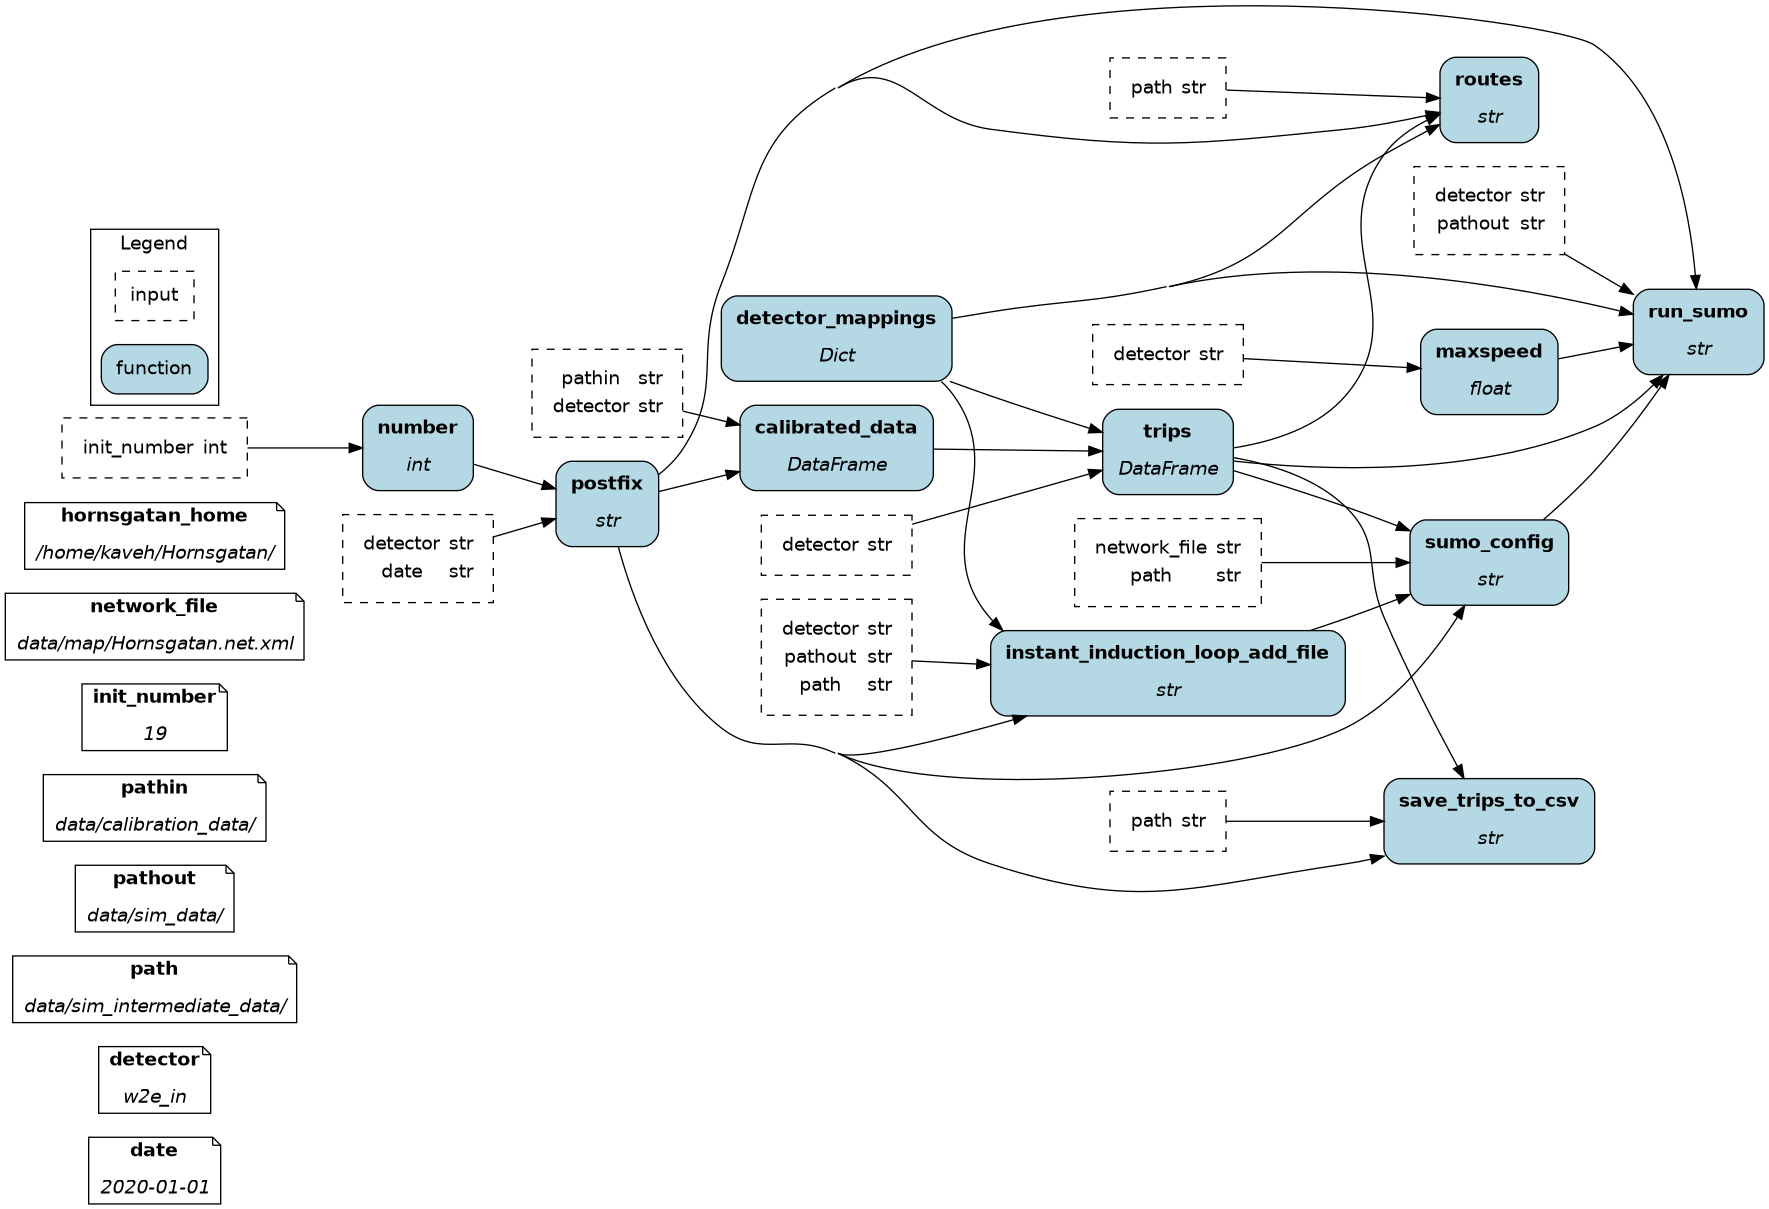 Legend
input
function
init_number int
hornsgatan_home
/home/kaveh/Hornsgatan/
network_file
data/map/Hornsgatan.net.xml
init_number
19
pathin
data/calibration_data/
pathout
data/sim_data/
path
data/sim_intermediate_data/
detector
w2e_in
date
2020-01-01
number
int
detector str
date str
pathin str
detector str
postfix
str
detector_mappings
Dict
calibrated_data
DataFrame
detector str
detector str
pathout str
path str
path str
detector str
trips
DataFrame
network_file str
path str
instant_induction_loop_add_file
str
path str
routes
str
detector str
pathout str
maxspeed
float
sumo_config
str
save_trips_to_csv
str
run_sumo
str